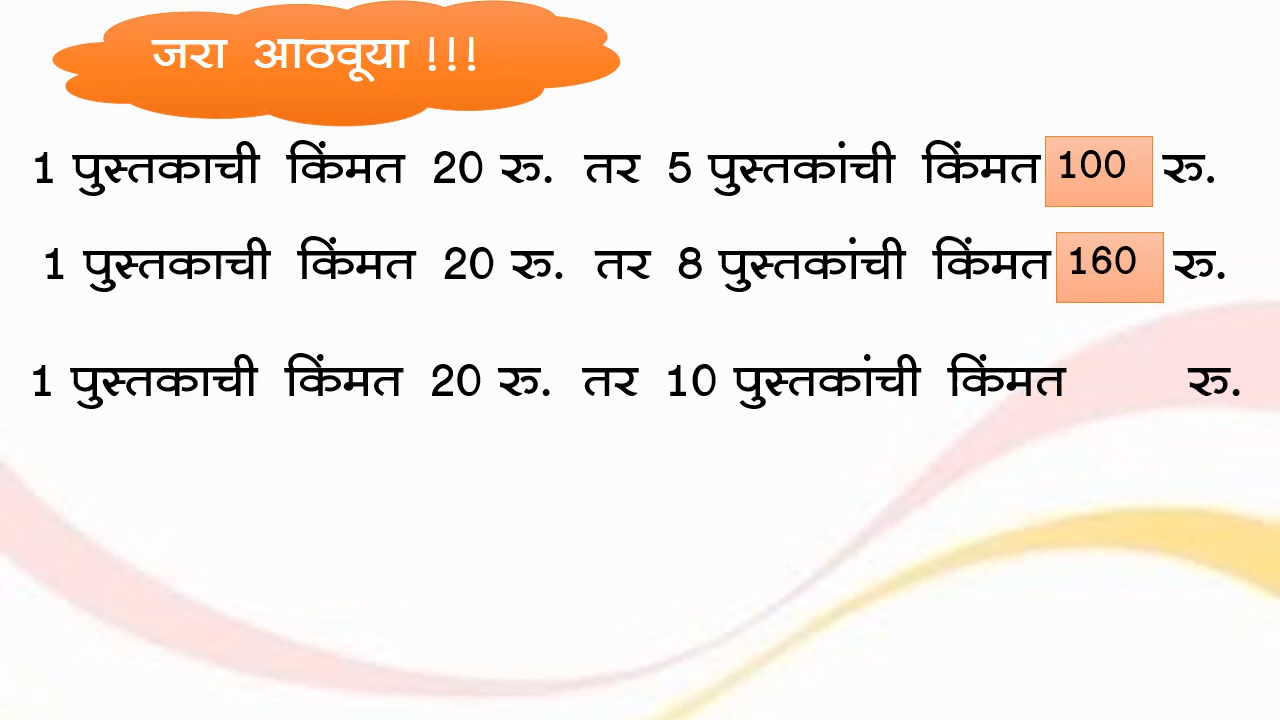 जरा आठवूया !!!
1 पुस्तकाची किंमत 20 रु. तर 5 पुस्तकांची किंमत 100 रु.
1 पुस्तकाची किंमत 20 रु. तर 8 पुस्तकांची किंमत 160 रु.
1 पुस्तकाची किंमत 20 रु. तर 10 पुस्तकांची किंमत रु.